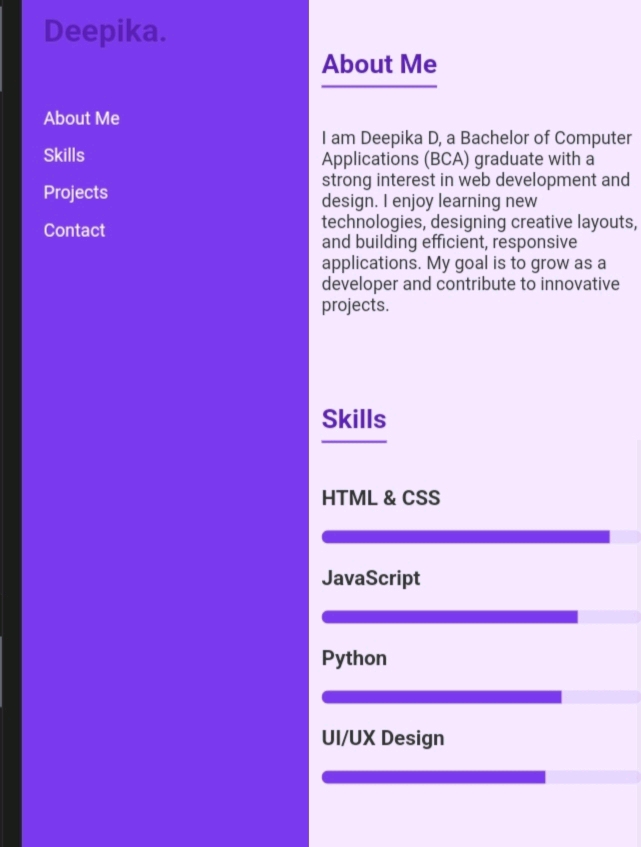 Deepika.
About Me
Skills
Projects
Contact
About Me
I am Deepika D, a Bachelor of Computer
Applications (BCA) graduate with a
strong interest in web development and
design. I enjoy learning new
technologies, designing creative layouts,
and building efficient, responsive
applications. My goal is to grow as a
developer and contribute to innovative
projects.
Skills
HTML & CSS
JavaScript
Python
UI/UX Design